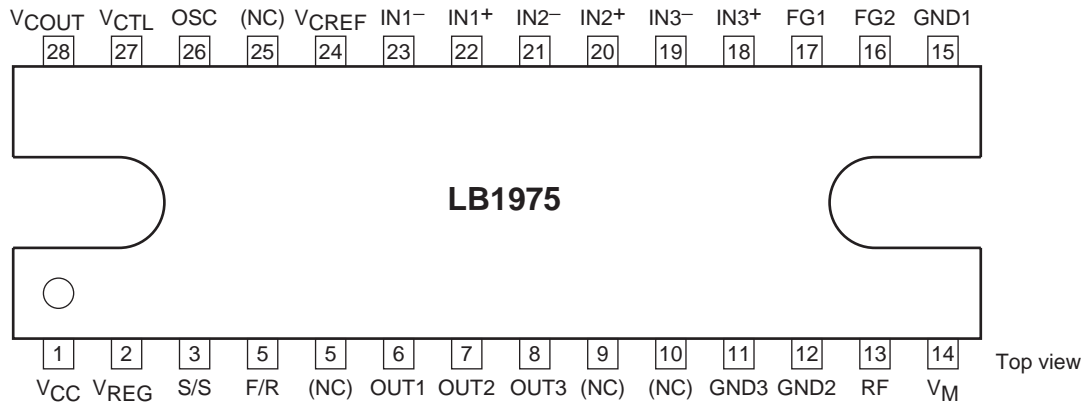 VCOUT VCTL OSC (NC) VCREF IN1– IN1+ IN2– IN2+ IN3– IN3+ FG1 FG2 GND1
28 27 26 25 24 23 22 21 20 19 18 17 16 15
LB1975
1 2 3 5 5 6 7 8 9 10 11 12 13 14
Top view
VCC VREG S/S F/R (NC) OUT1 OUT2 OUT3 (NC) (NC) GND3 GND2 RF VM